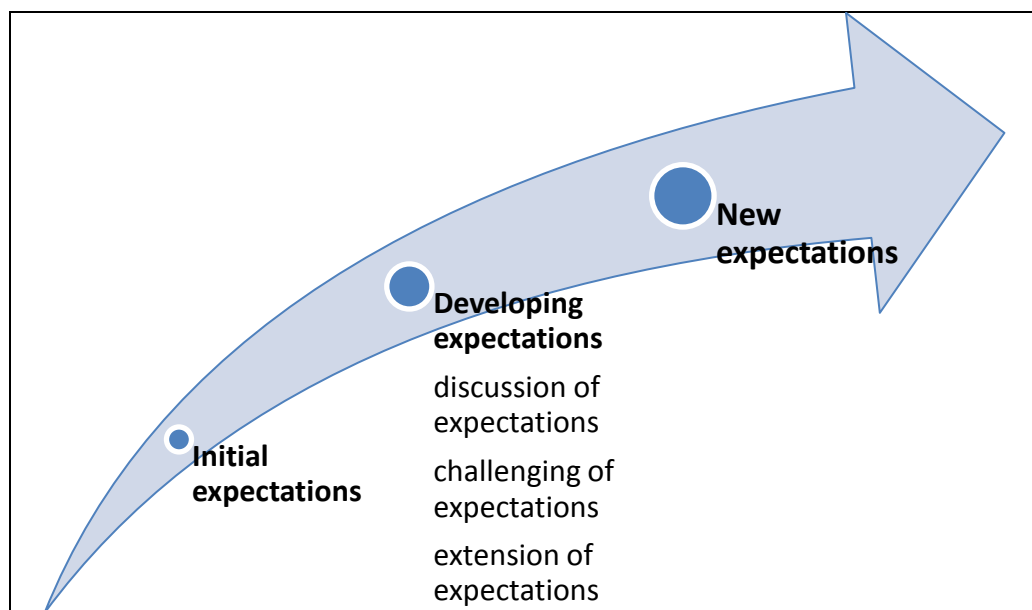 Initial
expectations
Developing
expectations
discussion of
expectations
challenging of
expectations
extension of
expectations
New
expectations